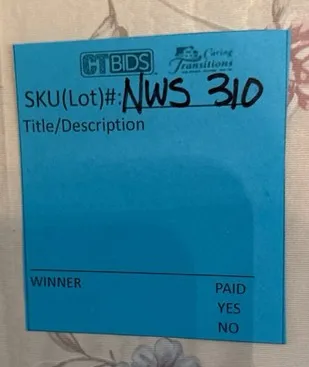 CTBIDS Caring Transitions
SKU(Lot)#: NWS 310
Title/Description
WINNER PAID
YES
NO